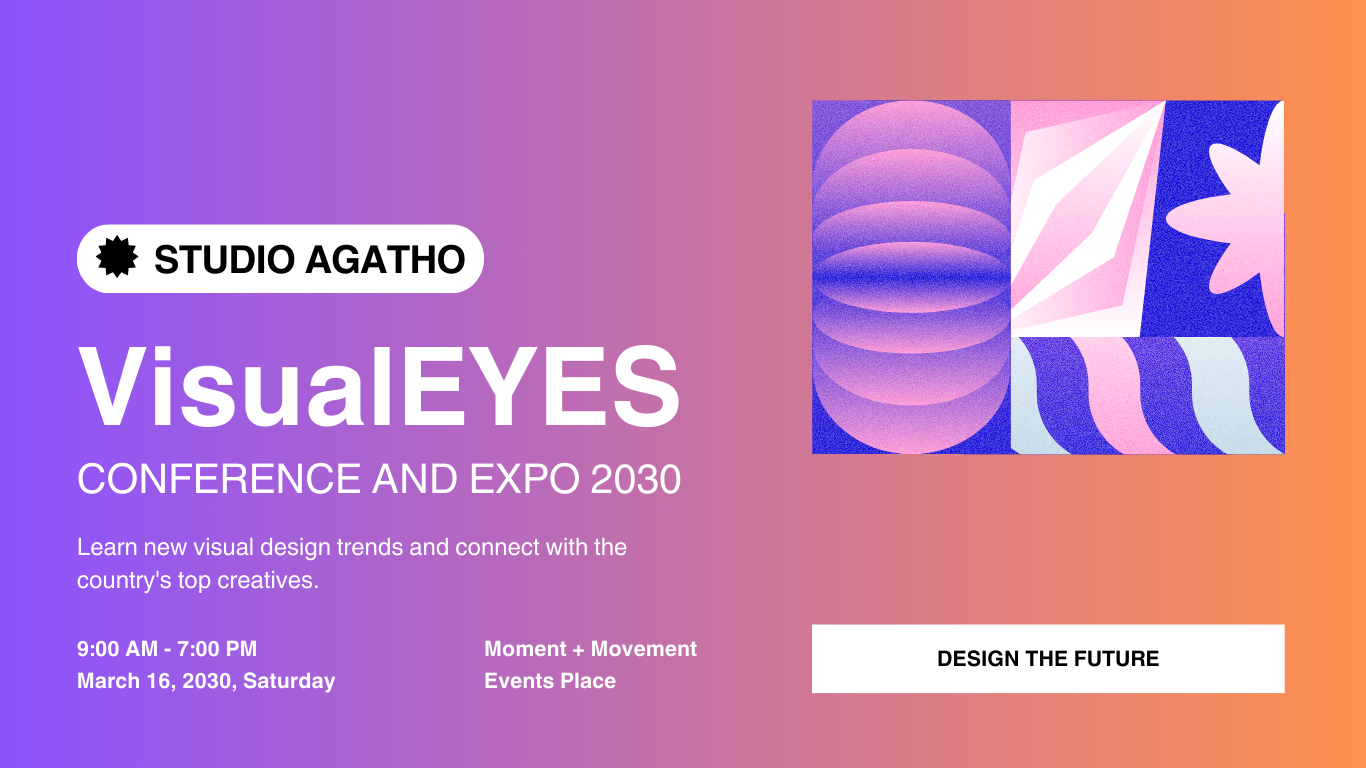 STUDIO AGATHO
VisualEYES
CONFERENCE AND EXPO 2030
Learn new visual design trends and connect with the
country's top creatives.
9:00 AM - 7:00 PM
March 16, 2030, Saturday
Moment + Movement
Events Place
DESIGN THE FUTURE